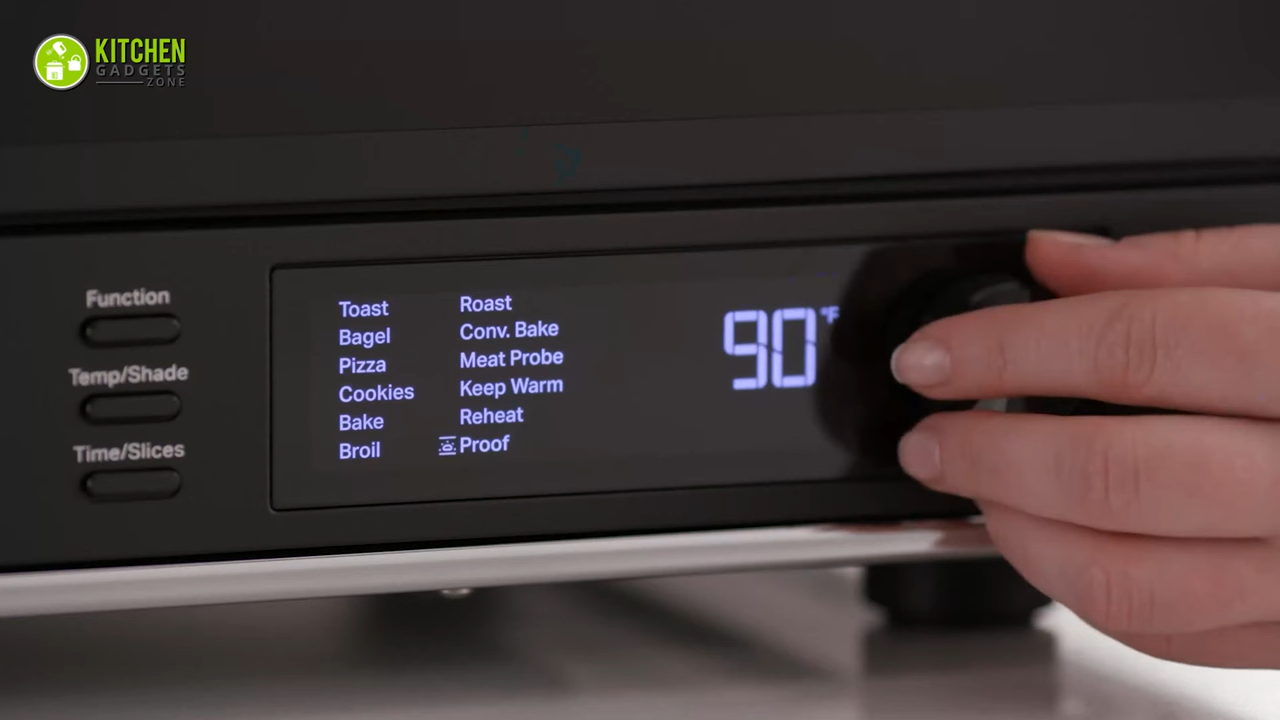 KITCHEN
GADGETS
ZONE
Function
Temp/Shade
Time/Slices
Toast
Bagel
Pizza
Cookies
Bake
Broil
Roast
Conv. Bake
Meat Probe
Keep Warm
Reheat
Proof
90°F